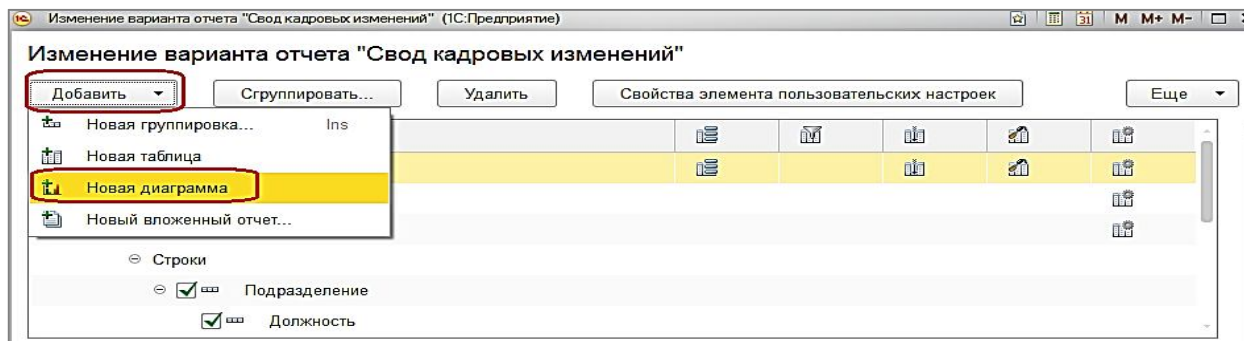 Изменение варианта отчета "Свод кадровых изменений" (1С:Предприятие)
31 M M+ M-
Изменение варианта отчета "Свод кадровых изменений"
Добавить Сгруппировать... Удалить Свойства элемента пользовательских настроек Еще
Новая группировка... Ins
Новая таблица
Новая диаграмма
Новый вложенный отчет...
Строки
Подразделение
Должность